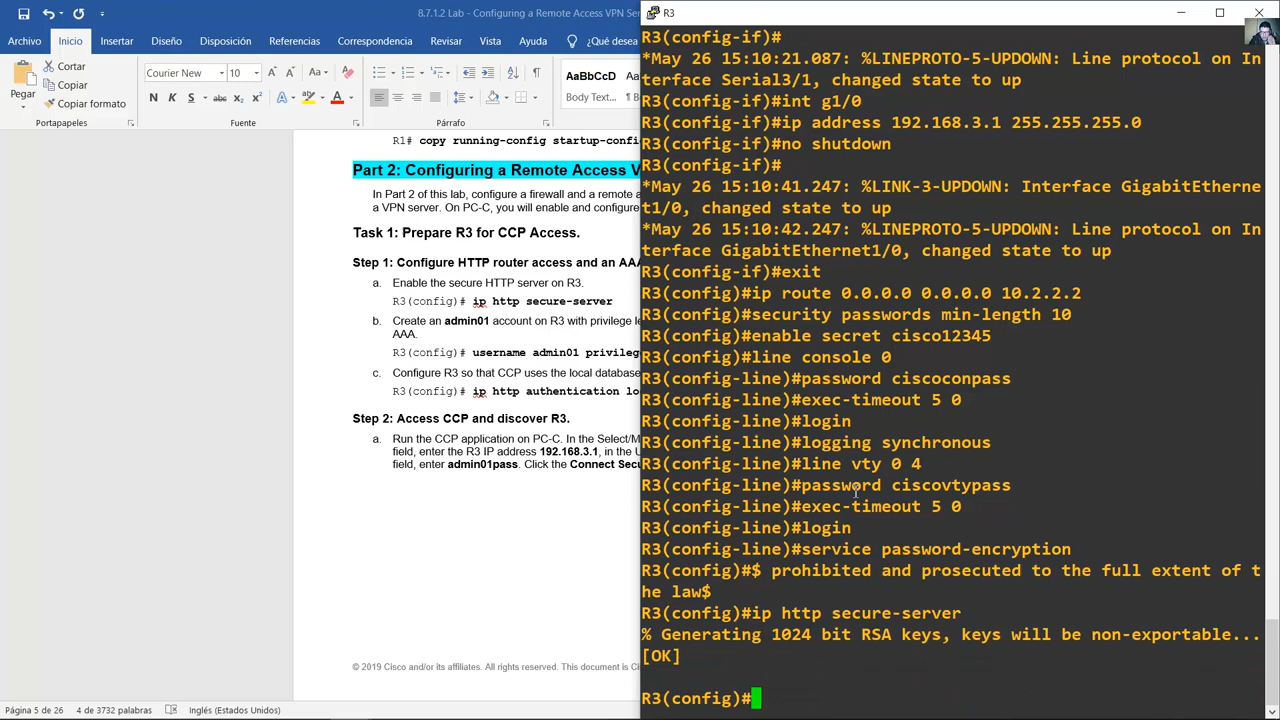 8.7.1.2 Lab - Configuring a Remote Access VPN Se
Archivo Inicio Insertar Diseño Disposición Referencias Correspondencia Revisar Vista ¿Qué desea
Pegar
Cortar
Copiar
Copiar formato
Portapapeles
Courier New 10
N K S abc x₂ x²
Fuente
Párrafo
AaBbCcD
Body Text...
R1# copy running-config startup-confi
Part 2: Configuring a Remote Access V
In Part 2 of this lab, configure a firewall and a remote a
a VPN server. On PC-C, you will enable and configure
Task 1: Prepare R3 for CCP Access.
Step 1: Configure HTTP router access and an AAA
a. Enable the secure HTTP server on R3.
R3(config)# ip http secure-server
b. Create an admin01 account on R3 with privilege le
AAA.
R3(config)# username admin01 privileg
c. Configure R3 so that CCP uses the local database
R3(config)# ip http authentication lo
Step 2: Access CCP and discover R3.
a. Run the CCP application on PC-C. In the Select/M
field, enter the R3 IP address 192.168.3.1, in the U
field, enter admin01pass. Click the Connect Secu
© 2019 Cisco and/or its affiliates. All rights reserved. This document is Ci
Página 5 de 26 4 de 3732 palabras Inglés (Estados Unidos)
R3
R3(config-if)#
*May 26 15:10:21.087: %LINEPROTO-5-UPDOWN: Line protocol on In
terface Serial3/1, changed state to up
R3(config-if)#int g1/0
R3(config-if)#ip address 192.168.3.1 255.255.255.0
R3(config-if)#no shutdown
R3(config-if)#
*May 26 15:10:41.247: %LINK-3-UPDOWN: Interface GigabitEtherne
t1/0, changed state to up
*May 26 15:10:42.247: %LINEPROTO-5-UPDOWN: Line protocol on In
terface GigabitEthernet1/0, changed state to up
R3(config-if)#exit
R3(config)#ip route 0.0.0.0 0.0.0.0 10.2.2.2
R3(config)#security passwords min-length 10
R3(config)#enable secret cisco12345
R3(config)#line console 0
R3(config-line)#password ciscoconpass
R3(config-line)#exec-timeout 5 0
R3(config-line)#login
R3(config-line)#logging synchronous
R3(config-line)#line vty 0 4
R3(config-line)#password ciscovtypass
R3(config-line)#exec-timeout 5 0
R3(config-line)#login
R3(config-line)#service password-encryption
R3(config)#$ prohibited and prosecuted to the full extent of t
he law$
R3(config)#ip http secure-server
% Generating 1024 bit RSA keys, keys will be non-exportable...
[OK]
R3(config)#